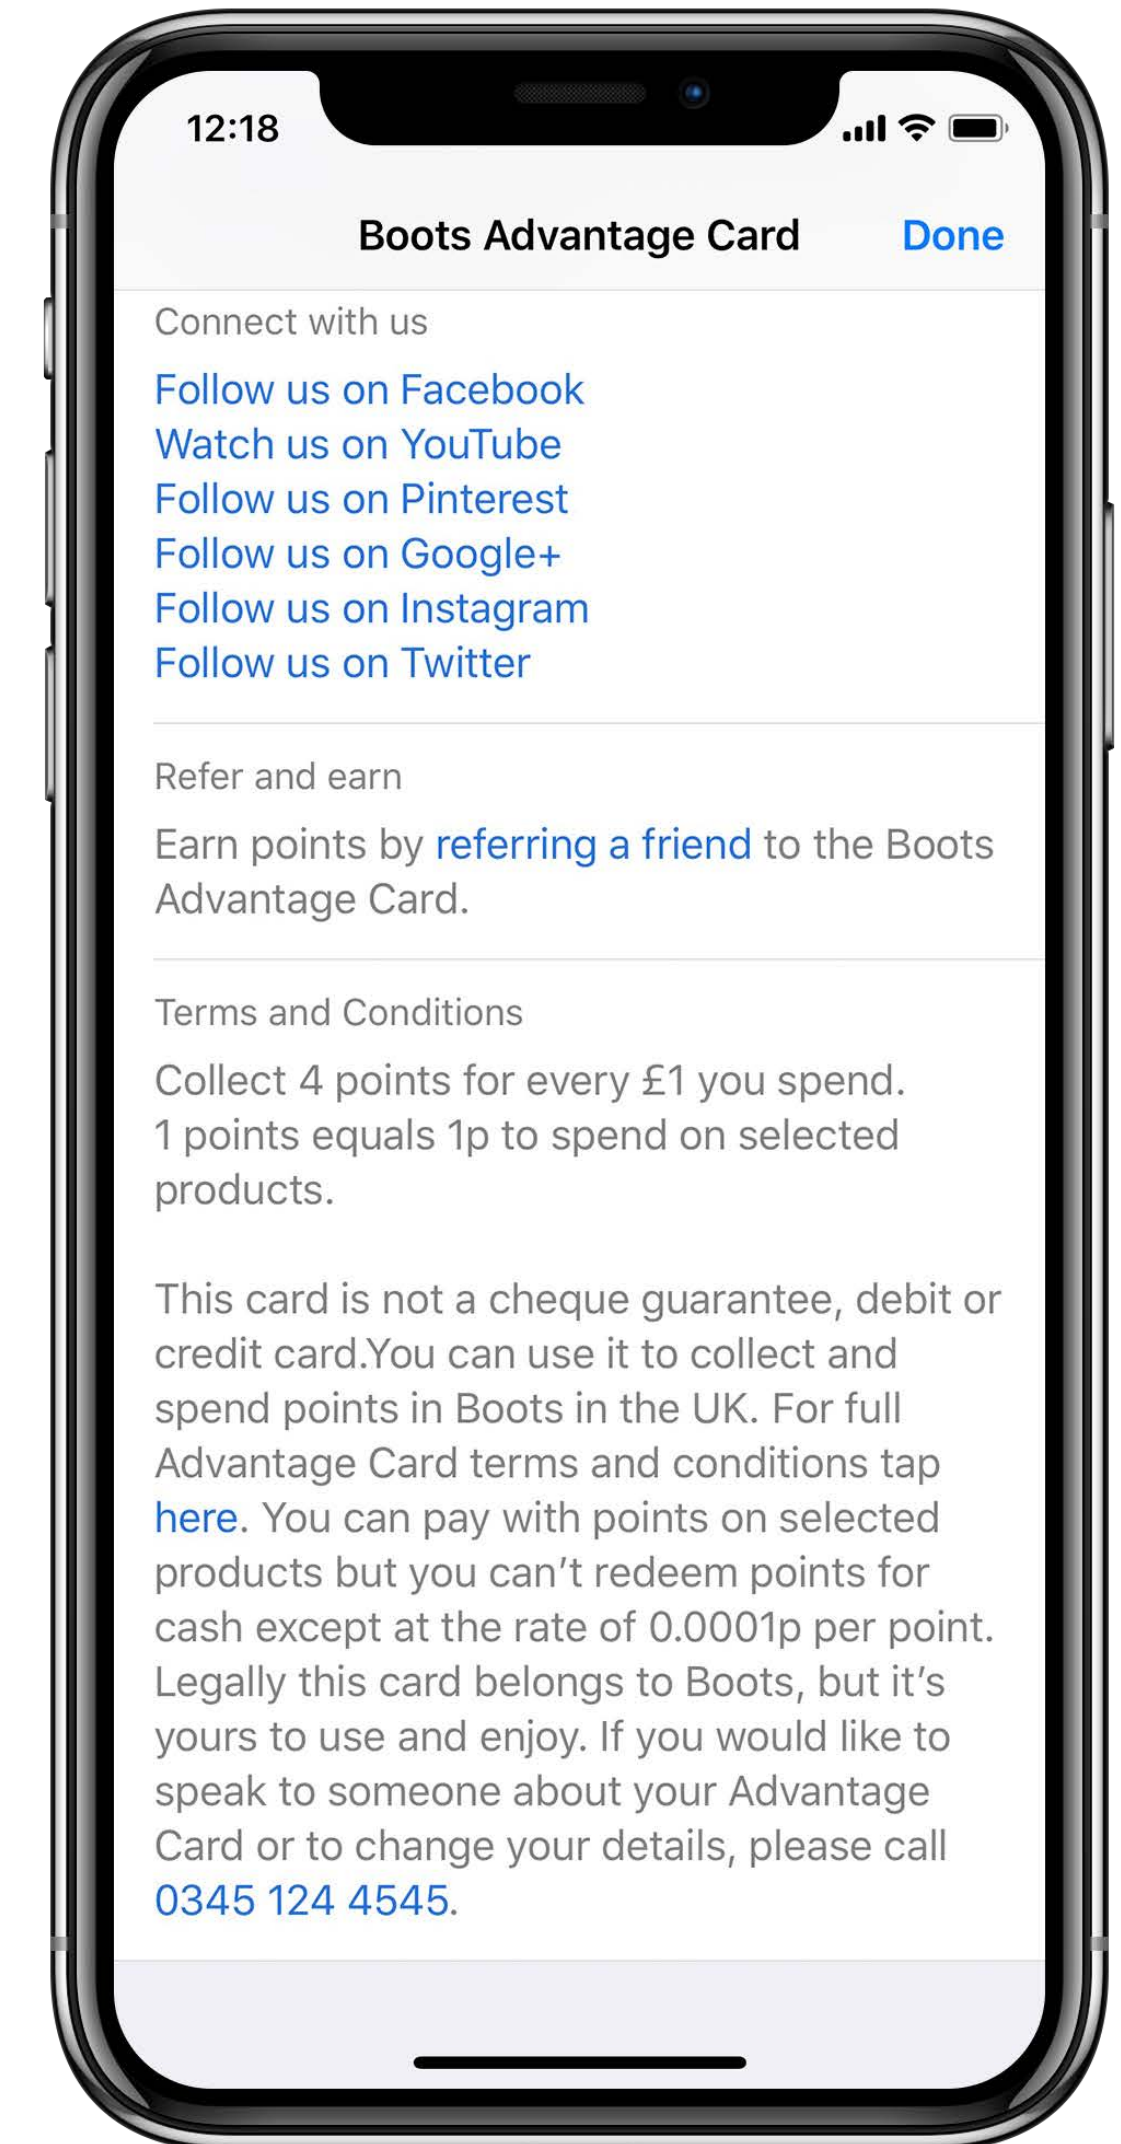 12:18
Boots Advantage Card
Done
Connect with us
Follow us on Facebook
Watch us on YouTube
Follow us on Pinterest
Follow us on Google+
Follow us on Instagram
Follow us on Twitter
Refer and earn
Earn points by referring a friend to the Boots
Advantage Card.
Terms and Conditions
Collect 4 points for every £1 you spend.
1 points equals 1p to spend on selected
products.
This card is not a cheque guarantee, debit or
credit card.You can use it to collect and
spend points in Boots in the UK. For full
Advantage Card terms and conditions tap
here. You can pay with points on selected
products but you can’t redeem points for
cash except at the rate of 0.0001p per point.
Legally this card belongs to Boots, but it’s
yours to use and enjoy. If you would like to
speak to someone about your Advantage
Card or to change your details, please call
0345 124 4545.